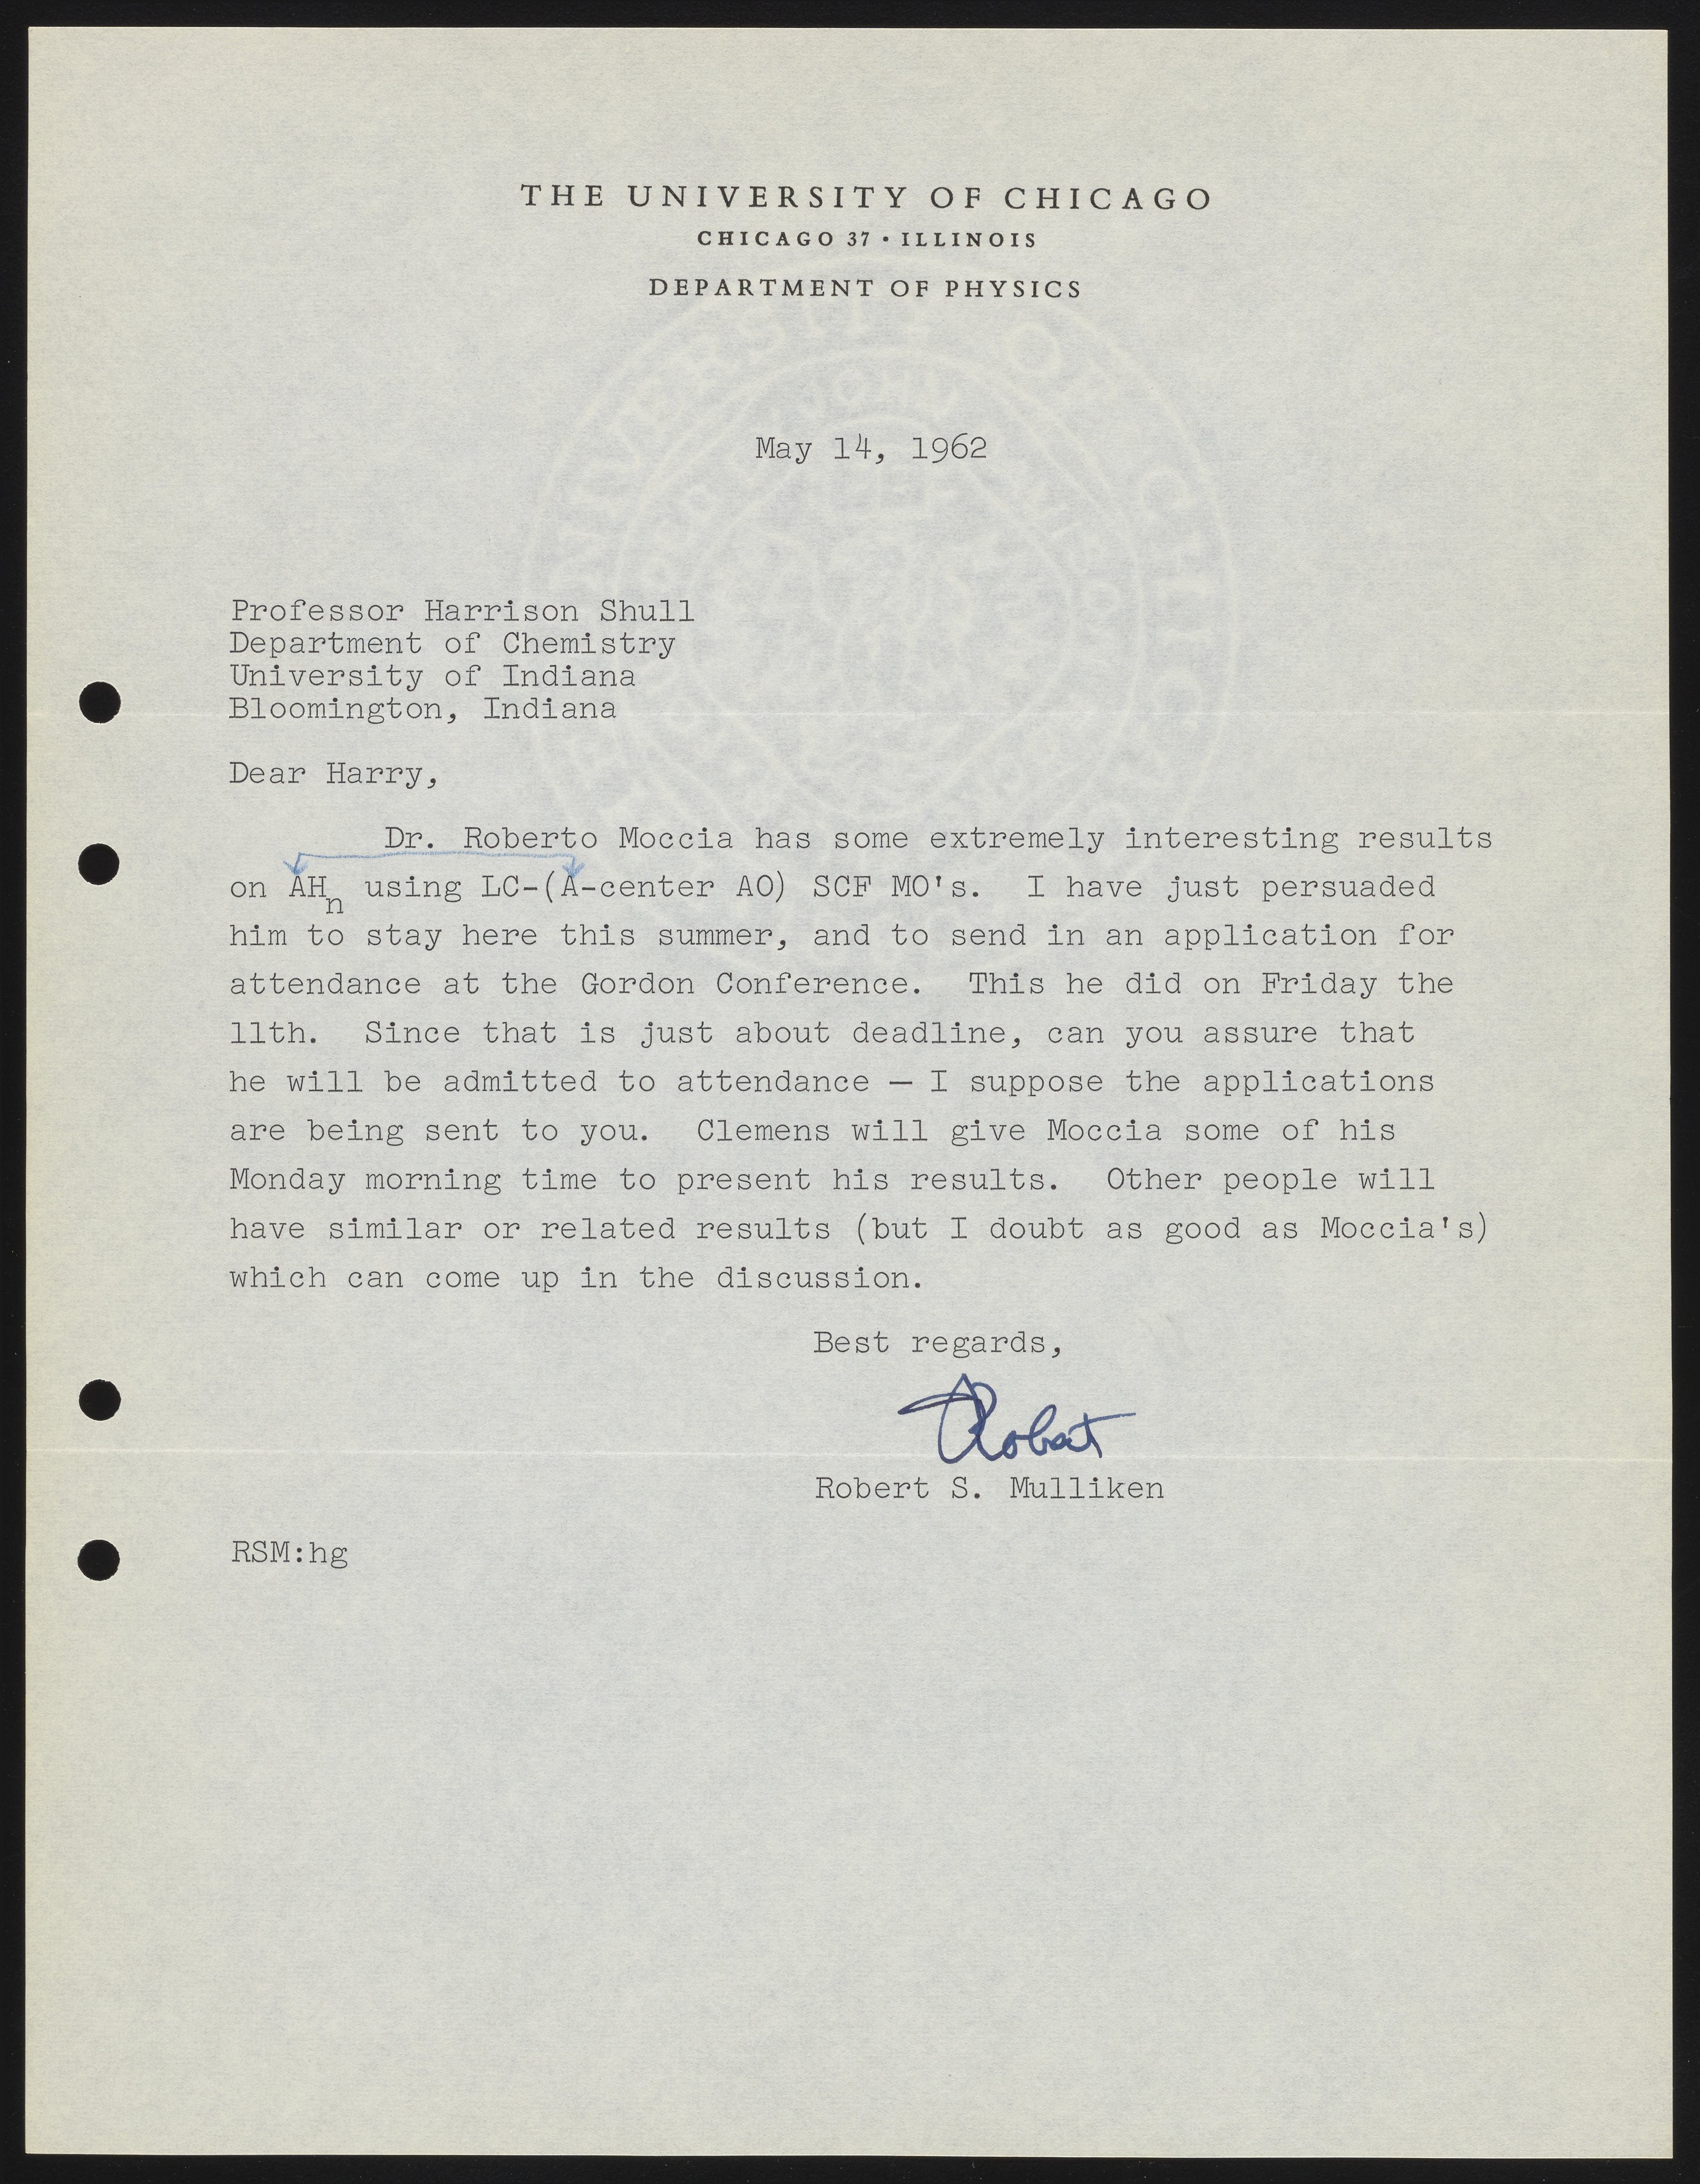 THE UNIVERSITY OF CHICAGO
CHICAGO 37 • ILLINOIS
DEPARTMENT OF PHYSICS
May 14, 1962
Professor Harrison Shull
Department of Chemistry
University of Indiana
Bloomington, Indiana
Dear Harry,
Dr. Roberto Moccia has some extremely interesting results
on AHn using LC-(A-center AO) SCF MO's. I have just persuaded
him to stay here this summer, and to send in an application for
attendance at the Gordon Conference. This he did on Friday the
11th. Since that is just about deadline, can you assure that
he will be admitted to attendance — I suppose the applications
are being sent to you. Clemens will give Moccia some of his
Monday morning time to present his results. Other people will
have similar or related results (but I doubt as good as Moccia's)
which can come up in the discussion.
Best regards,
Robert
Robert S. Mulliken
RSM:hg